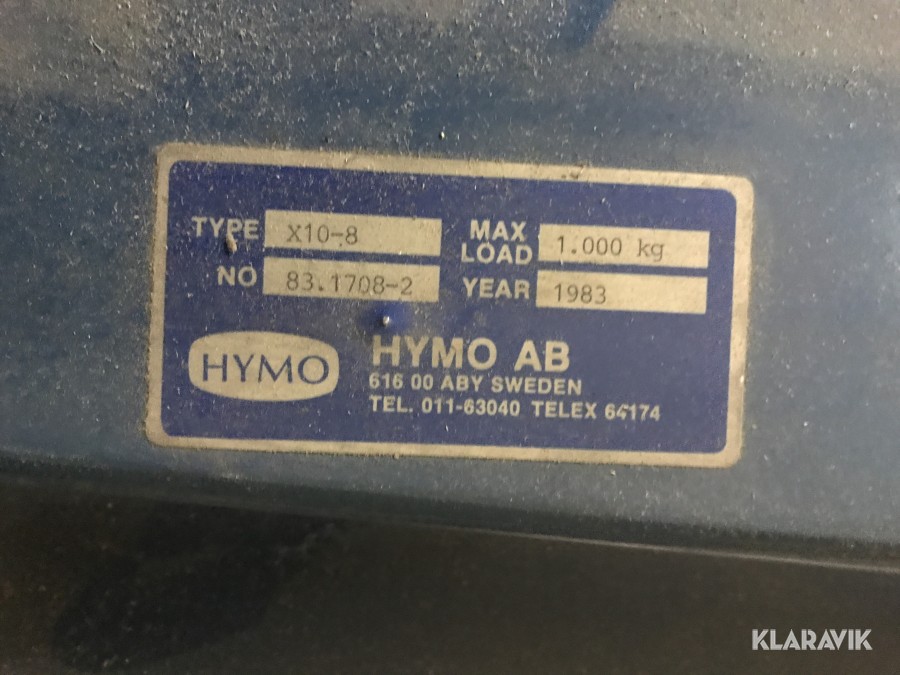 TYPE X10-8 MAX LOAD 1.000 kg
NO 83.1708-2 YEAR 1983
HYMO
HYMO AB
616 00 ABY SWEDEN
TEL. 011-63040 TELEX 64174
KLARAVIK